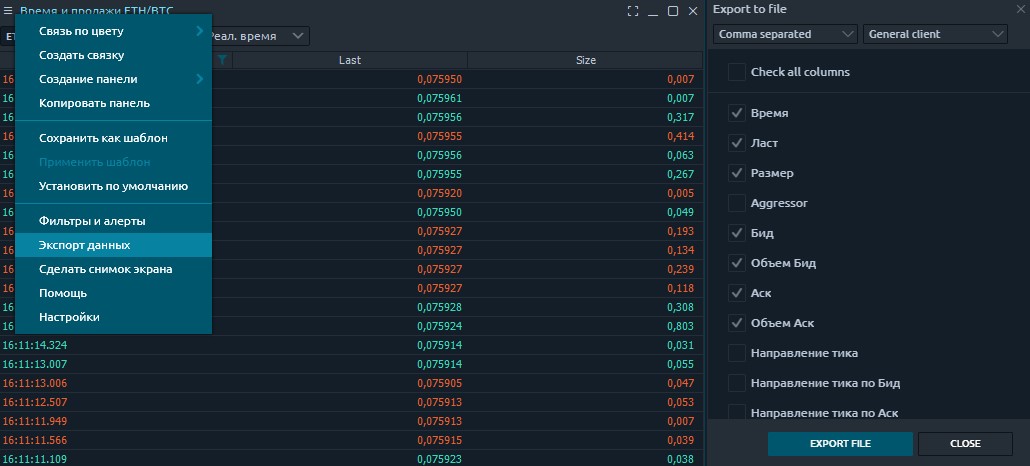 Время и продажи ETH/BTC
Реал. время
Связь по цвету
Создать связку
Создание панели
Копировать панель
Сохранить как шаблон
Применить шаблон
Установить по умолчанию
Фильтры и алерты
Экспорт данных
Сделать снимок экрана
Помощь
Настройки
Last Size
16: 0,075950 0,007
16: 0,075961 0,007
16: 0,075956 0,317
16: 0,075955 0,414
16: 0,075956 0,063
16: 0,075955 0,267
16: 0,075920 0,005
16: 0,075950 0,049
16: 0,075927 0,193
16: 0,075927 0,134
16: 0,075927 0,239
16: 0,075927 0,118
16: 0,075928 0,308
16: 0,075924 0,803
16:11:14.324 0,075914 0,031
16:11:13.007 0,075914 0,055
16:11:13.006 0,075905 0,047
16:11:12.507 0,075913 0,053
16:11:11.949 0,075913 0,007
16:11:11.566 0,075915 0,039
16:11:11.109 0,075923 0,038
Export to file
Comma separated General client
Check all columns
Время
Ласт
Размер
Aggressor
Бид
Объем Бид
Аск
Объем Аск
Направление тика
Направление тика по Бид
Направление тика по Аск
EXPORT FILE CLOSE